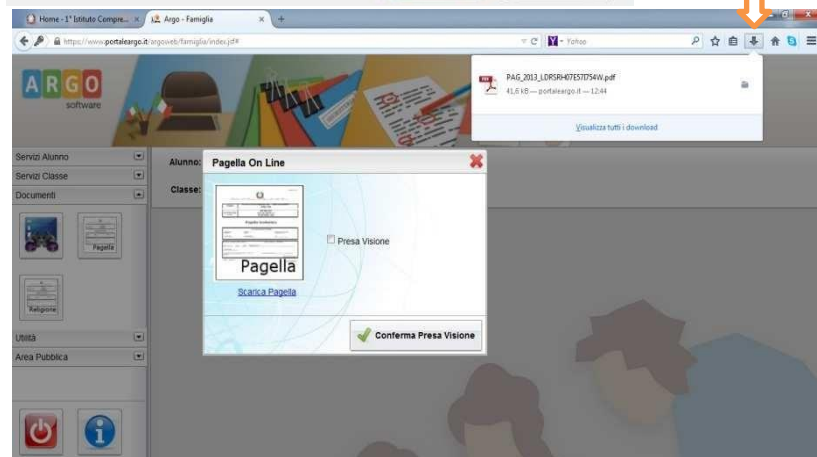 Home - 1° Istituto Compre...
Argo - Famiglia
https://www.portaleargo.it/argoweb/famiglia/index.jsf#
Yahoo
PAG_2013_LDRSRH07E57D754W.pdf
41,6 kB — portaleargo.it — 12:44
Visualizza tutti i download
ARGO
software
Servizi Alunno
Servizi Classe
Documenti
Pagella
Religione
Utilità
Area Pubblica
Alunno:
Classe:
Pagella On Line
Pagella
Scarica Pagella
Presa Visione
Conferma Presa Visione